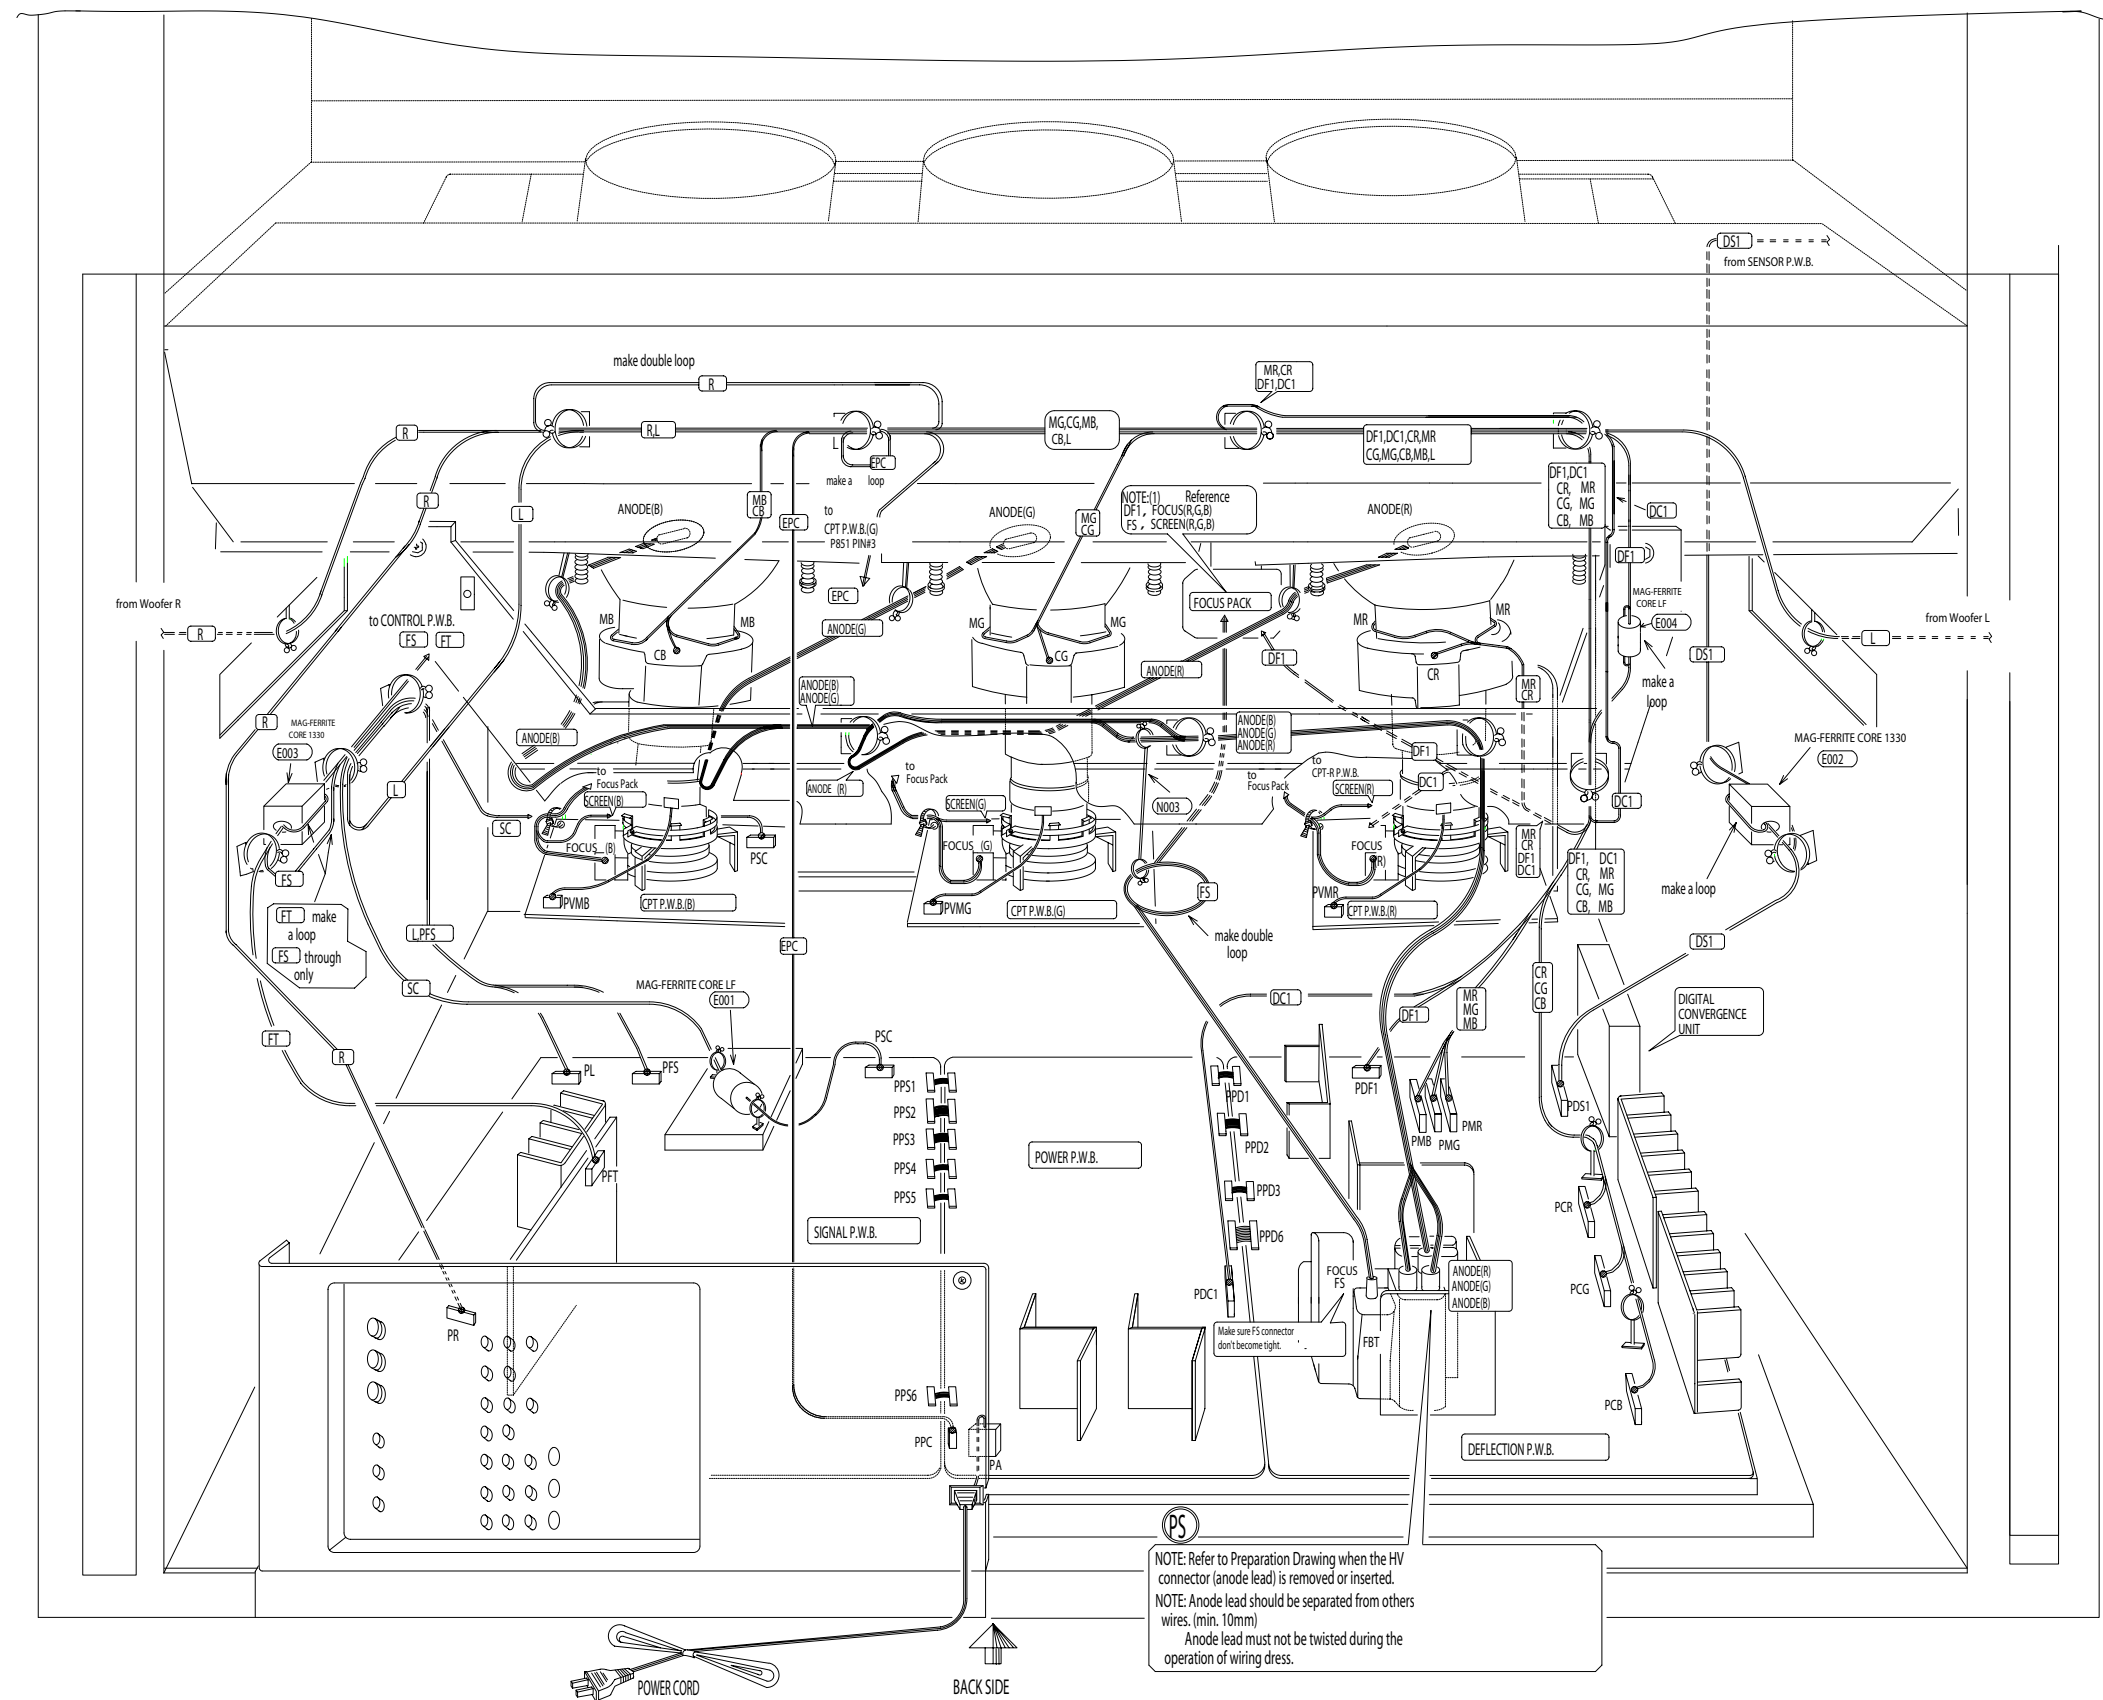 DS1
from SENSOR P.W.B.
make double loop
R
MR,CR
DF1,DC1
R
R,L
MG,CG,MB,
CB,L
DF1,DC1,CR,MR
CG,MG,CB,MB,L
EPC
make a loop
DF1,DC1
CR, MR
CG, MG
CB, MB
DC1
R
L
ANODE(B)
MB
CB
EPC
to
CPT P.W.B.(G)
P851 PIN#3
ANODE(G)
MG
CG
NOTE:(1) Reference
DF1, FOCUS(R,G,B)
FS , SCREEN(R,G,B)
ANODE(R)
DF1
MAG-FERRITE
CORE LF
E004
from Woofer R
R
to CONTROL P.W.B.
FS
FT
MB
MB
CB
EPC
ANODE(G)
MG
MG
CG
FOCUS PACK
MR
MR
CR
DF1
ANODE(R)
MR
CR
make a
loop
DS1
from Woofer L
L
R
MAG-FERRITE
CORE 1330
E003
ANODE(B)
ANODE(B)
ANODE(G)
ANODE(B)
ANODE(G)
ANODE(R)
DF1
MAG-FERRITE CORE 1330
E002
L
SC
to
Focus Pack
SCREEN(B)
ANODE (R)
to
Focus Pack
SCREEN(G)
N003
to
Focus Pack
to
CPT-R P.W.B.
SCREEN(R)
DC1
DC1
FOCUS (B)
PSC
FOCUS (G)
FOCUS
(R)
MR
CR
DF1
DC1
DF1, DC1
CR, MR
CG, MG
CB, MB
make a loop
L
FS
PVMB
CPT P.W.B.(B)
PVMG
CPT P.W.B.(G)
FS
PVMR
CPT P.W.B.(R)
FT make
a loop
FS through
only
L,PFS
EPC
make double
loop
DS1
SC
MAG-FERRITE CORE LF
E001
DC1
DF1
MR
MG
MB
CR
CG
CB
DIGITAL
CONVERGENCE
UNIT
FT
R
PL
PFS
PSC
PPS1
PPS2
PPS3
PPS4
PPS5
PPD1
PPD2
PPD3
PPD6
PDF1
PMB
PMG
PMR
PDS1
POWER P.W.B.
PFT
SIGNAL P.W.B.
PCR
PCG
PCB
PR
PDC1
FOCUS
FS
ANODE(R)
ANODE(G)
ANODE(B)
Make sure FS connector
don't become tight.
FBT
PPS6
PPC
PA
DEFLECTION P.W.B.
PS
NOTE: Refer to Preparation Drawing when the HV
connector (anode lead) is removed or inserted.
NOTE: Anode lead should be separated from others
wires. (min. 10mm)
Anode lead must not be twisted during the
operation of wiring dress.
POWER CORD
BACK SIDE